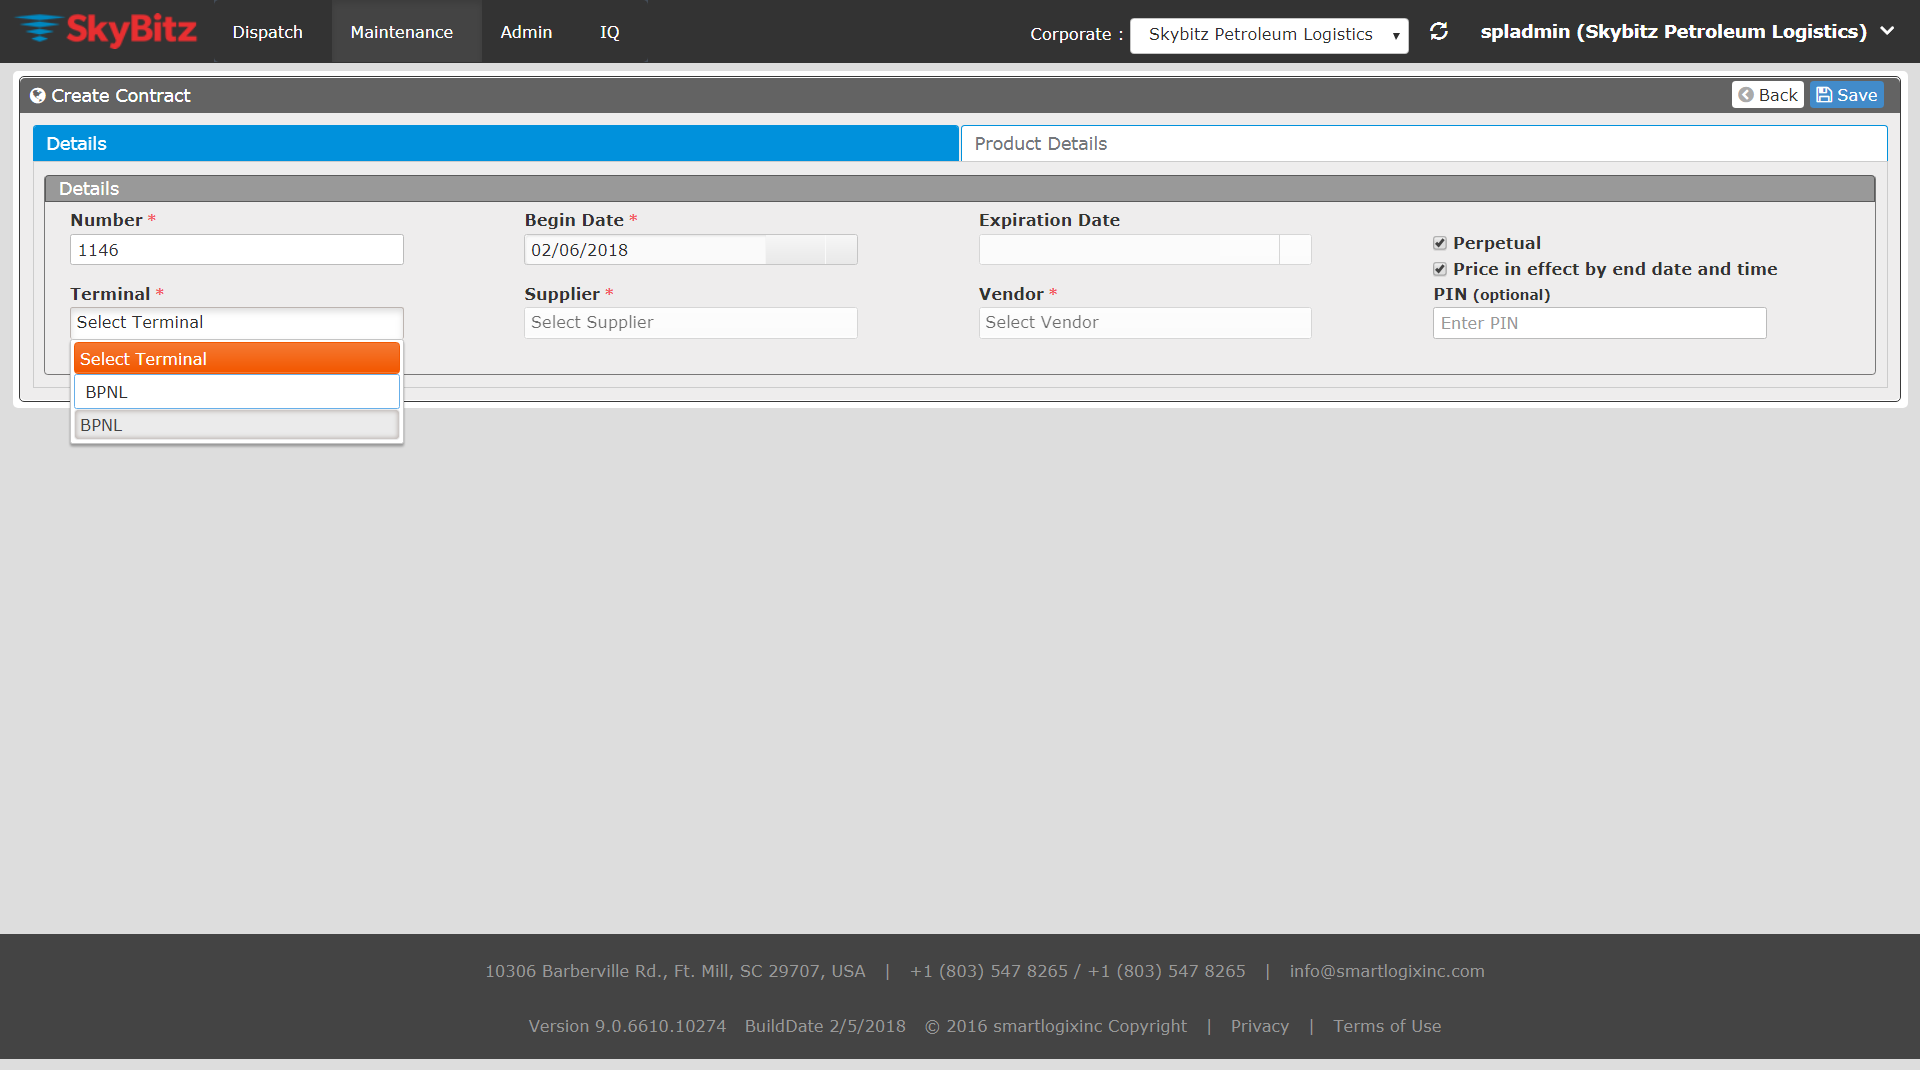 SkyBitz Dispatch Maintenance Admin IQ Corporate : Skybitz Petroleum Logistics spladmin (Skybitz Petroleum Logistics)
Create Contract Back Save
Details Product Details
Details
Number * Begin Date * Expiration Date
1146 02/06/2018 Perpetual
Price in effect by end date and time
Terminal * Supplier * Vendor * PIN (optional)
Select Terminal Select Supplier Select Vendor Enter PIN
Select Terminal
BPNL
BPNL
10306 Barberville Rd., Ft. Mill, SC 29707, USA | +1 (803) 547 8265 / +1 (803) 547 8265 | info@smartlogixinc.com
Version 9.0.6610.10274 BuildDate 2/5/2018 © 2016 smartlogixinc Copyright | Privacy | Terms of Use